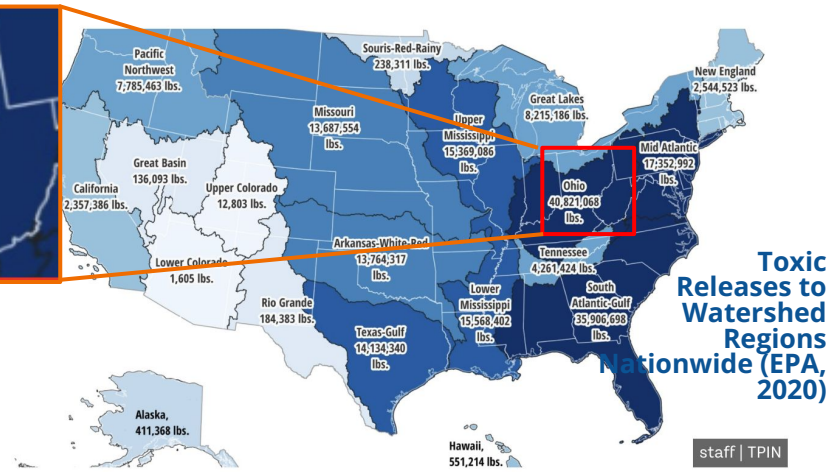 Souris-Red-Rainy
238,311 lbs.
Pacific
Northwest
7,785,463 lbs.
New England
2,544,523 lbs.
Great Lakes
8,215,186 lbs.
Missouri
13,687,554
lbs.
Upper
Mississippi
15,369,086
lbs.
Mid Atlantic
17,352,992
lbs.
Great Basin
136,093 lbs.
California
2,357,386 lbs.
Upper Colorado
12,803 lbs.
Ohio
40,821,068
lbs.
Arkansas-White-Red
13,764,317
lbs.
Tennessee
4,261,424 lbs.
Lower Colorado
1,605 lbs.
Rio Grande
184,383 lbs.
Lower
Mississippi
15,568,402
lbs.
South
Atlantic-Gulf
35,906,698
lbs.
Texas-Gulf
14,134,340
lbs.
Toxic
Releases to
Watershed
Regions
Nationwide (EPA,
2020)
Alaska,
411,368 lbs.
Hawaii,
551,214 lbs.
staff | TPIN